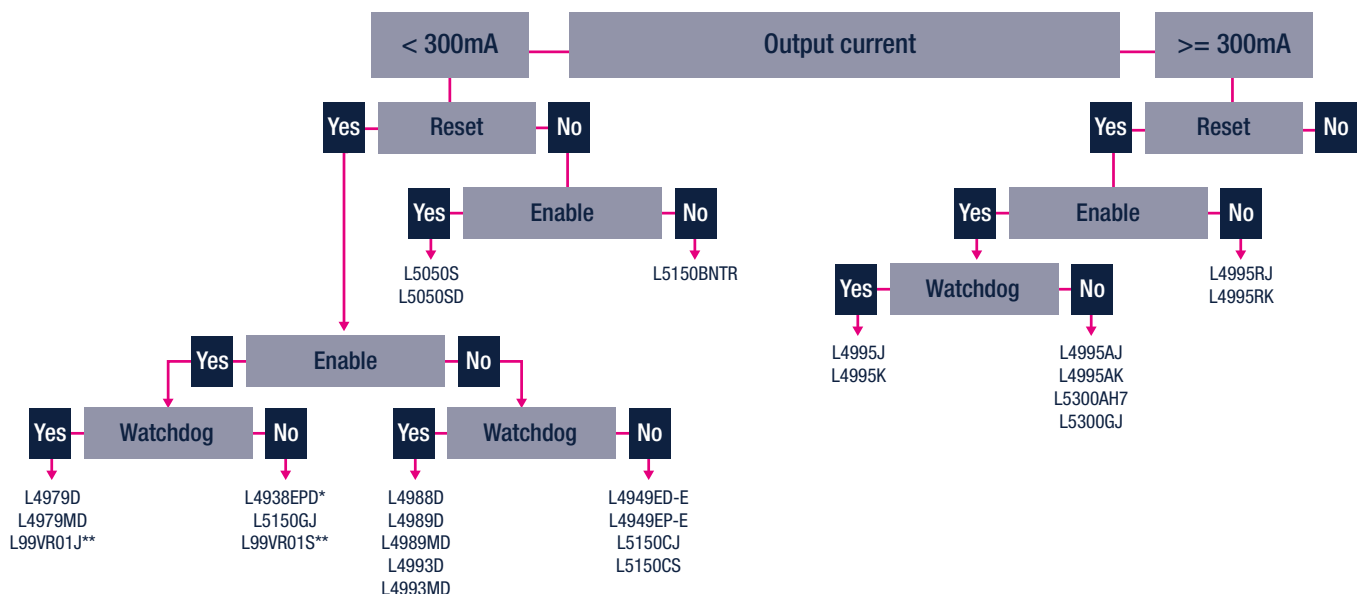 < 300mA Output current >= 300mA
Yes Reset No Yes Reset No
Yes Enable No Yes Enable No
L5050S
L5050SD
L5150BNTR
L4995RJ
L4995RK
Yes Watchdog No
L4995J
L4995K
L4995AJ
L4995AK
L5300AH7
L5300GJ
Yes Enable No
Yes Watchdog No Yes Watchdog No
L4979D
L4979MD
L99VR01J**
L4938EPD*
L5150GJ
L99VR01S**
L4988D
L4989D
L4989MD
L4993D
L4993MD
L4949ED-E
L4949EP-E
L5150CJ
L5150CS